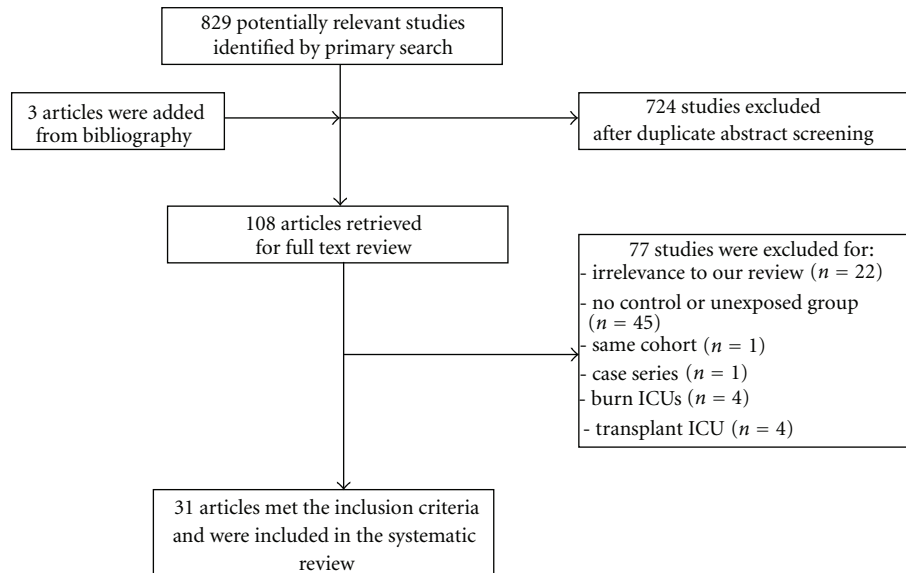 829 potentially relevant studies
identified by primary search
3 articles were added
from bibliography
724 studies excluded
after duplicate abstract screening
108 articles retrieved
for full text review
77 studies were excluded for:
- irrelevance to our review (n = 22)
- no control or unexposed group
(n = 45)
- same cohort (n = 1)
- case series (n = 1)
- burn ICUs (n = 4)
- transplant ICU (n = 4)
31 articles met the inclusion criteria
and were included in the systematic
review